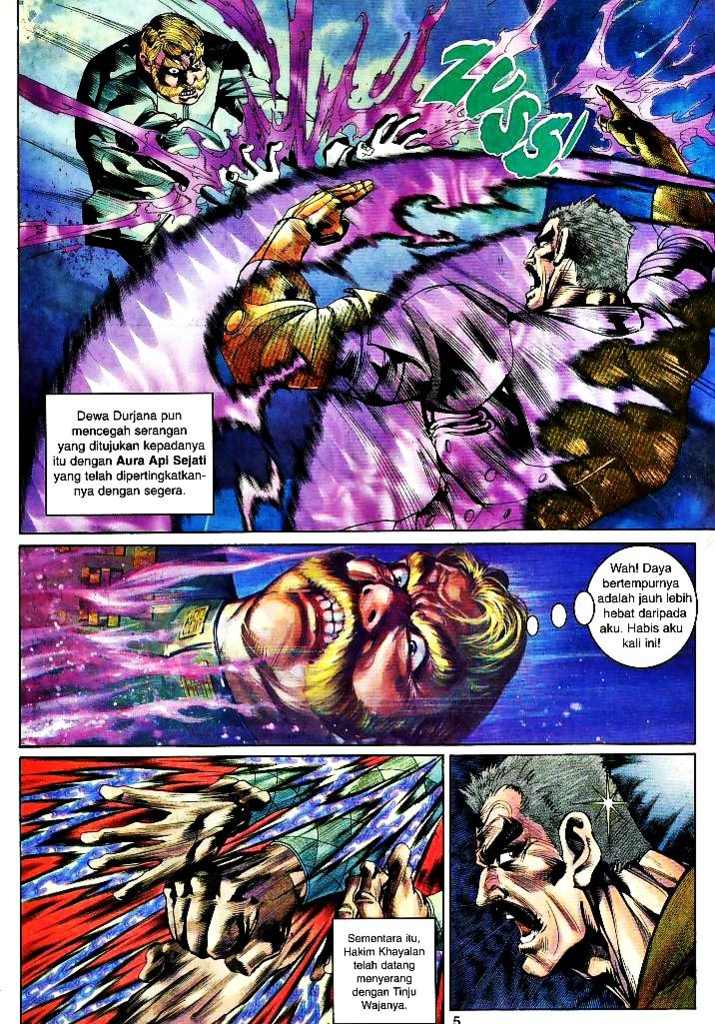 ZUSS!
Dewa Durjana pun
mencegah serangan
yang ditujukan kepadanya
itu dengan Aura Api Sejati
yang telah dipertingkatkan-
nya dengan segera.
Wah! Daya
bertempurnya
adalah jauh lebih
hebat daripada
aku. Habis aku
kali ini!
Sementara itu,
Hakim Khayalan
telah datang
menyerang
dengan Tinju
Wajanya.
5